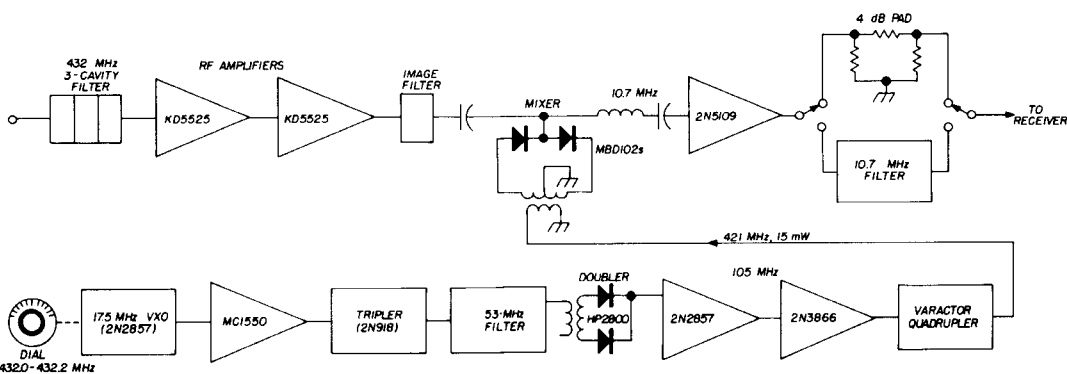 4 dB PAD
432 MHz
3-CAVITY
FILTER
RF AMPLIFIERS
IMAGE
FILTER
KD5525
KD5525
MIXER
10.7 MHz
2N5109
TO
RECEIVER
MBD102s
10.7 MHz
FILTER
421 MHz, 15 mW
DOUBLER
105 MHz
17.5 MHz VXO
(2N2857)
MC1550
TRIPLER
(2N918)
53-MHz
FILTER
HP2800
2N2857
2N3866
VARACTOR
QUADRUPLER
DIAL
432.0-432.2 MHz